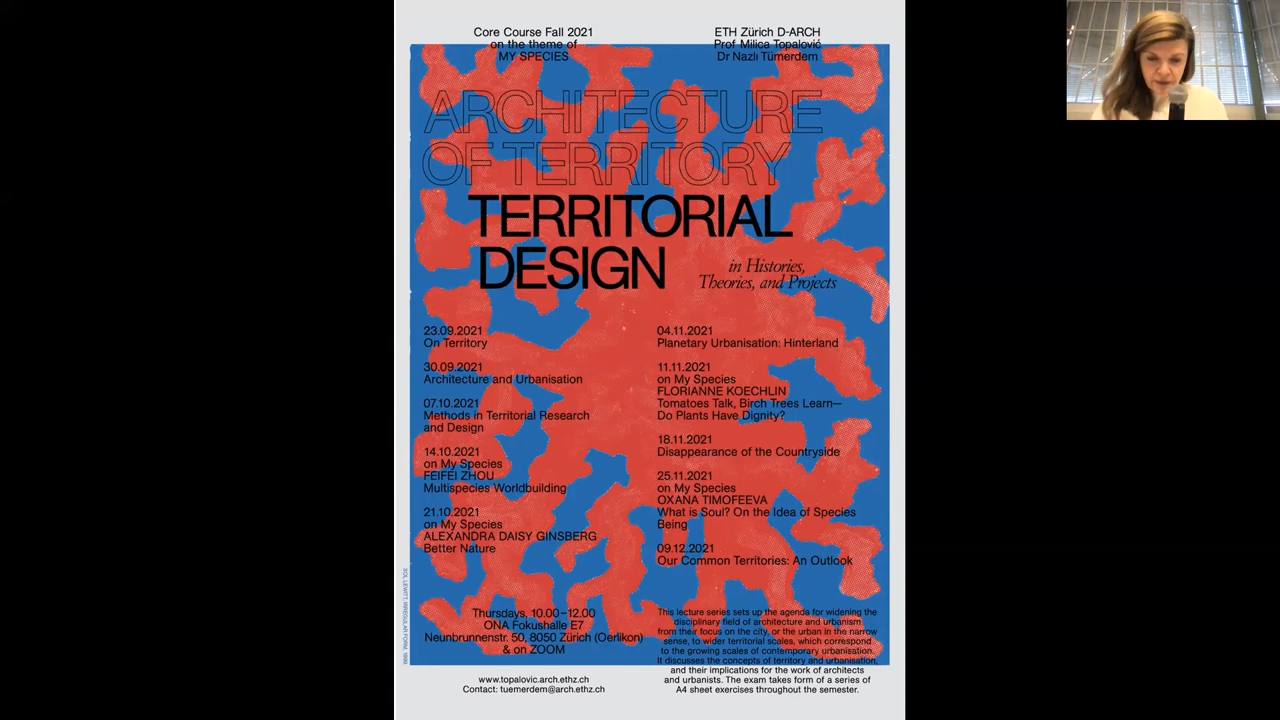 Core Course Fall 2021
on the theme of
MY SPECIES
ETH Zürich D-ARCH
Prof Milica Topalović
Dr Nazlı Tümerdem
ARCHITECTURE
OF TERRITORY
TERRITORIAL
DESIGN
in Histories,
Theories, and Projects
23.09.2021
On Territory
30.09.2021
Architecture and Urbanisation
07.10.2021
Methods in Territorial Research
and Design
14.10.2021
on My Species
FEIFEI ZHOU
Multispecies Worldbuilding
21.10.2021
on My Species
ALEXANDRA DAISY GINSBERG
Better Nature
04.11.2021
Planetary Urbanisation: Hinterland
11.11.2021
on My Species
FLORIANNE KOECHLIN
Tomatoes Talk, Birch Trees Learn—
Do Plants Have Dignity?
18.11.2021
Disappearance of the Countryside
25.11.2021
on My Species
OXANA TIMOFEEVA
What is Soul? On the Idea of Species
Being
09.12.2021
Our Common Territories: An Outlook
SOL LEWITT, IRREGULAR FORM, 1998
Thursdays, 10.00–12.00
ONA Fokushalle E7
Neunbrunnenstr. 50, 8050 Zürich (Oerlikon)
& on ZOOM
This lecture series sets up the agenda for widening the
disciplinary field of architecture and urbanism
from their focus on the city, or the urban in the narrow
sense, to wider territorial scales, which correspond
to the growing scales of contemporary urbanisation.
It discusses the concepts of territory and urbanisation,
and their implications for the work of architects
and urbanists. The exam takes form of a series of
A4 sheet exercises throughout the semester.
www.topalovic.arch.ethz.ch
Contact: tuemerdem@arch.ethz.ch